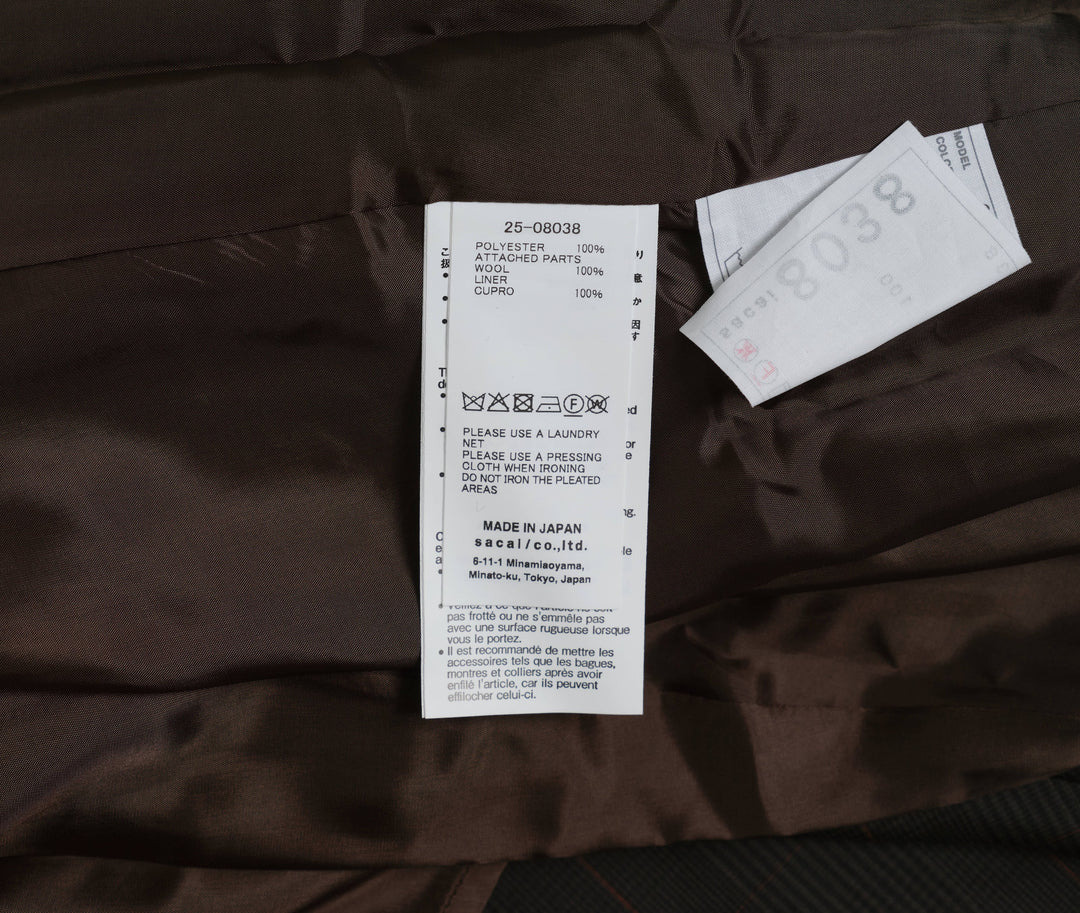 25-08038
POLYESTER 100%
ATTACHED PARTS
WOOL 100%
LINER
CUPRO 100%
F
W
PLEASE USE A LAUNDRY
NET
PLEASE USE A PRESSING
CLOTH WHEN IRONING
DO NOT IRON THE PLEATED
AREAS
MADE IN JAPAN
sacai/co.,ltd.
6-11-1 Minamiaoyama,
Minato-ku, Tokyo, Japan
pas frotté ou ne s'emmêle pas
avec une surface rugueuse lorsque
vous le portez.
• Il est recommandé de mettre les
accessoires tels que les bagues,
montres et colliers après avoir
enfilé l'article, car ils peuvent
effilocher celui-ci.
MODEL
8038
sacai
001